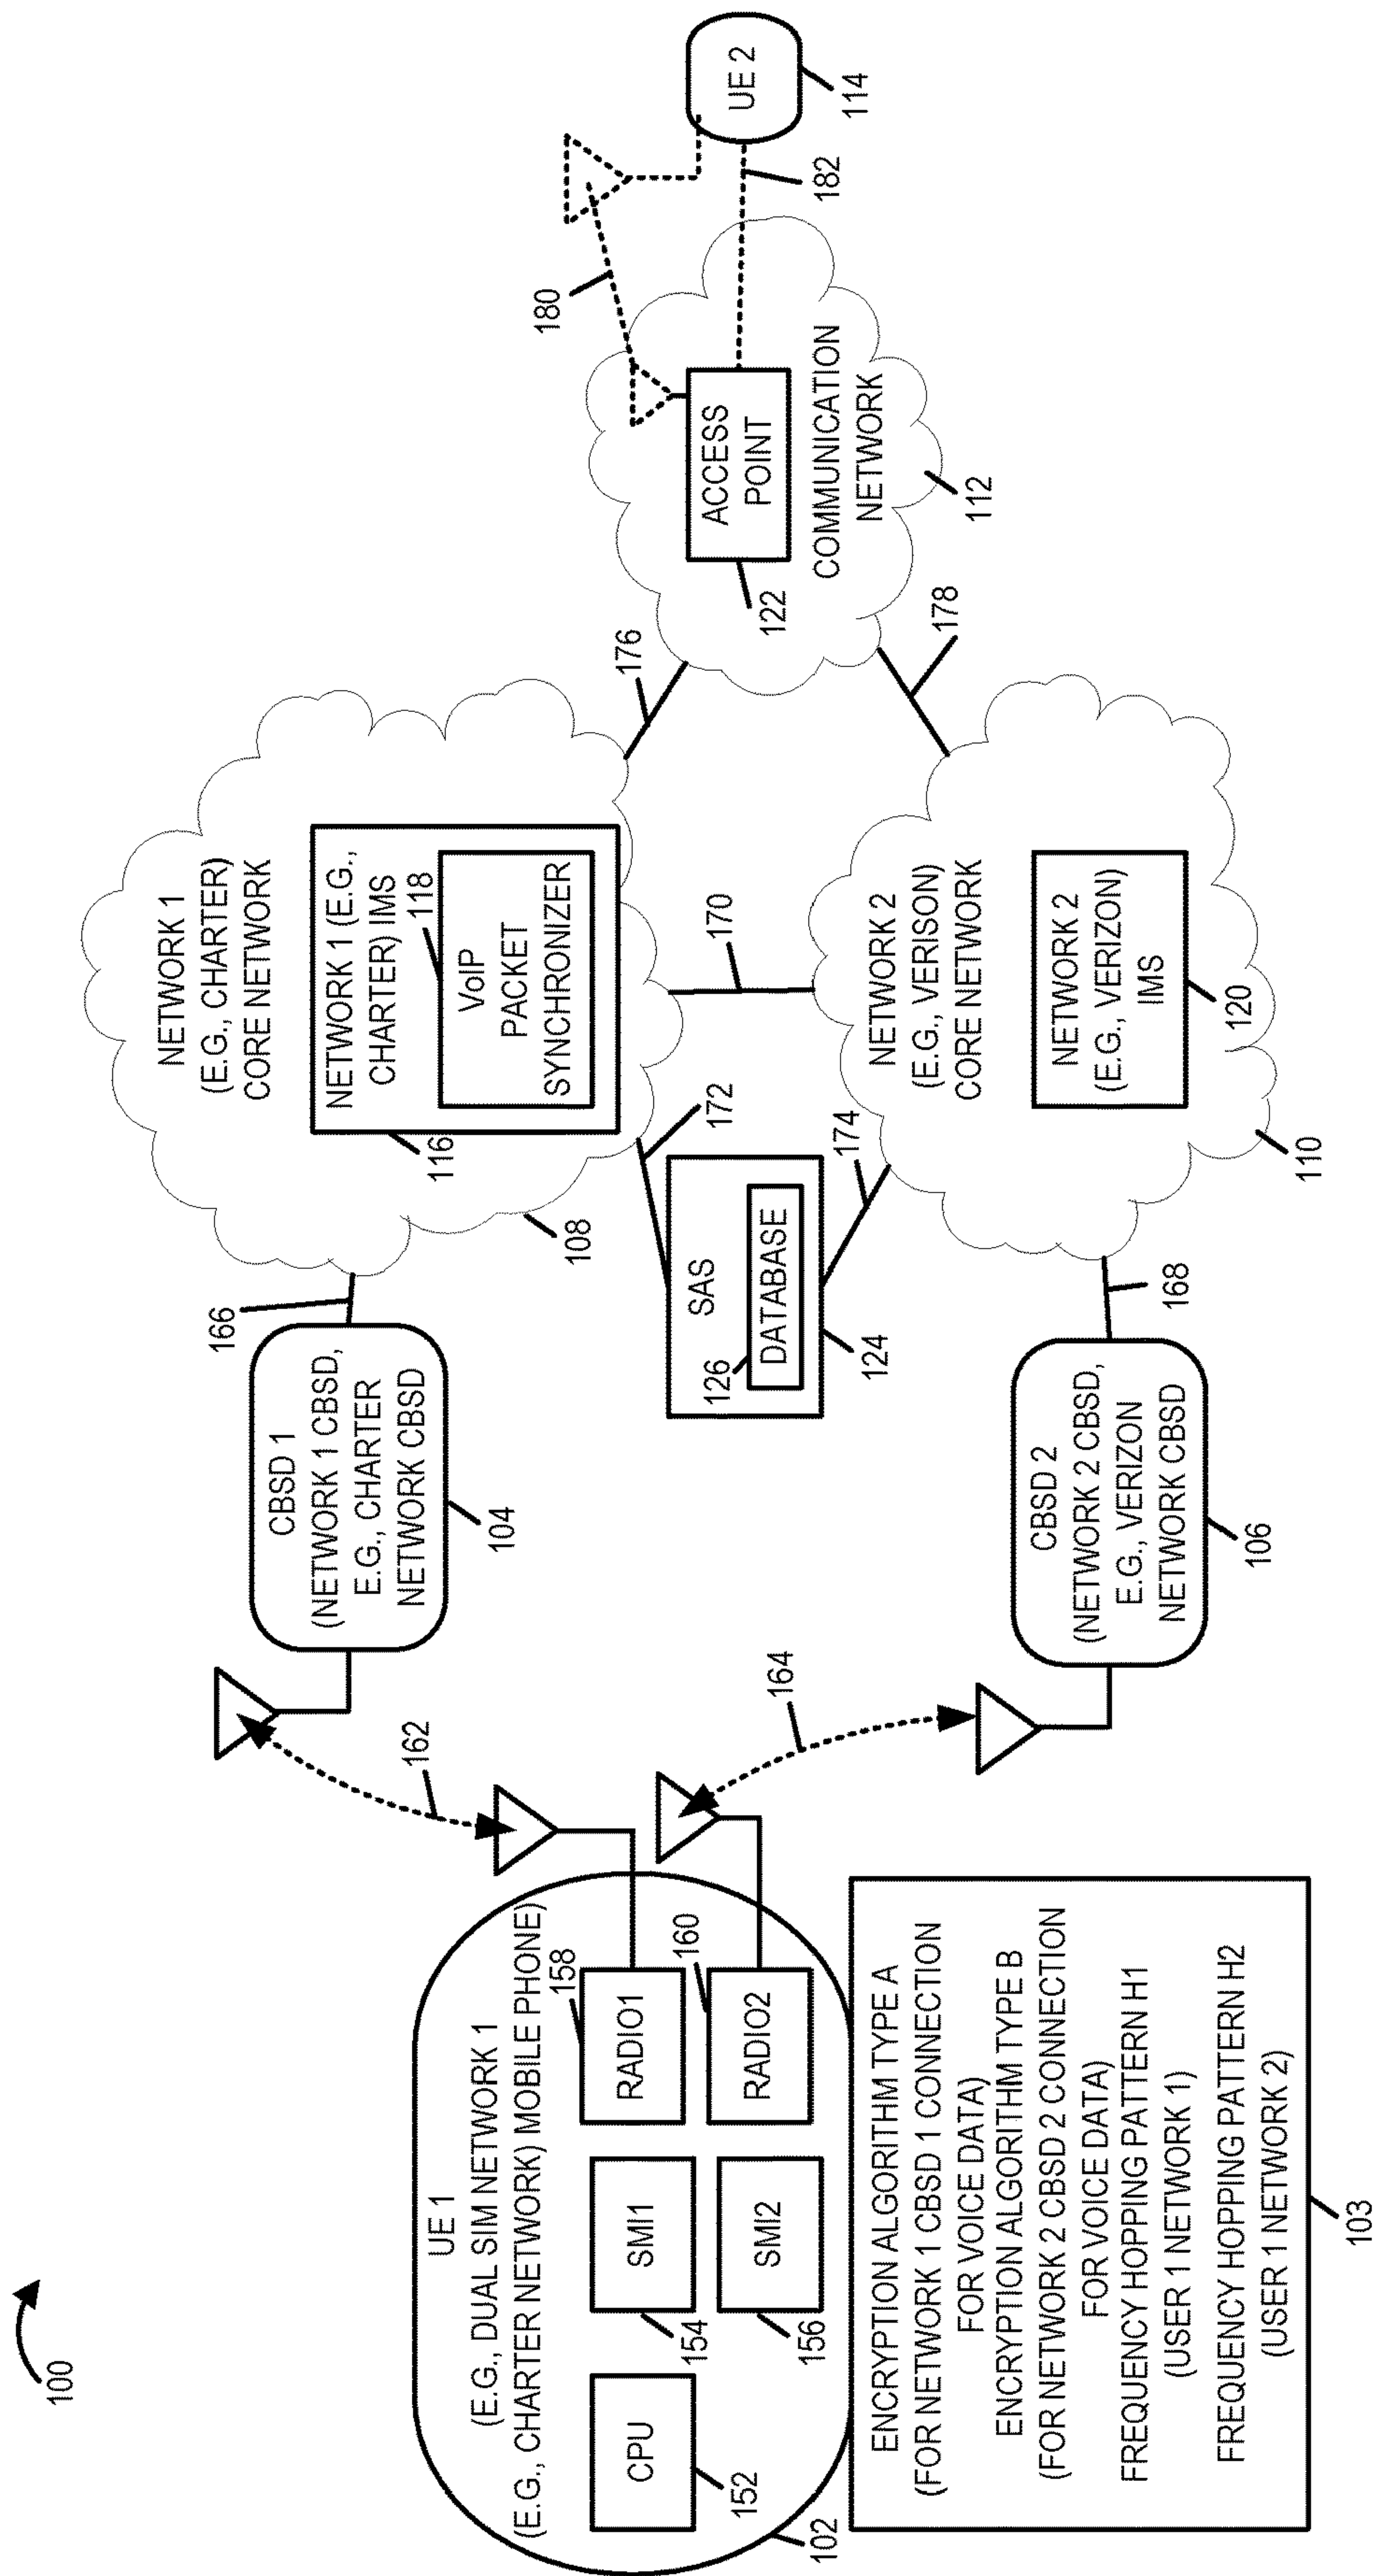 100
UE 1
(E.G., DUAL SIM NETWORK 1
(E.G., CHARTER NETWORK) MOBILE PHONE)
CPU
152
SMI1
154
SMI2
156
158
RADIO1
160
RADIO2
102
ENCRYPTION ALGORITHM TYPE A
(FOR NETWORK 1 CBSD 1 CONNECTION
FOR VOICE DATA)
ENCRYPTION ALGORITHM TYPE B
(FOR NETWORK 2 CBSD 2 CONNECTION
FOR VOICE DATA)
FREQUENCY HOPPING PATTERN H1
(USER 1 NETWORK 1)
FREQUENCY HOPPING PATTERN H2
(USER 1 NETWORK 2)
103
162
164
CBSD 1
(NETWORK 1 CBSD,
E.G., CHARTER
NETWORK CBSD
104
166
CBSD 2
(NETWORK 2 CBSD,
E.G., VERIZON
NETWORK CBSD
106
168
SAS
126
DATABASE
124
172
174
NETWORK 1
(E.G., CHARTER)
CORE NETWORK
NETWORK 1 (E.G.,
CHARTER) IMS
118
VoIP
PACKET
SYNCHRONIZER
116
108
170
NETWORK 2
(E.G., VERISON)
CORE NETWORK
NETWORK 2
(E.G., VERIZON)
IMS
120
110
176
178
ACCESS
POINT
122
COMMUNICATION
NETWORK
112
180
182
UE 2
114